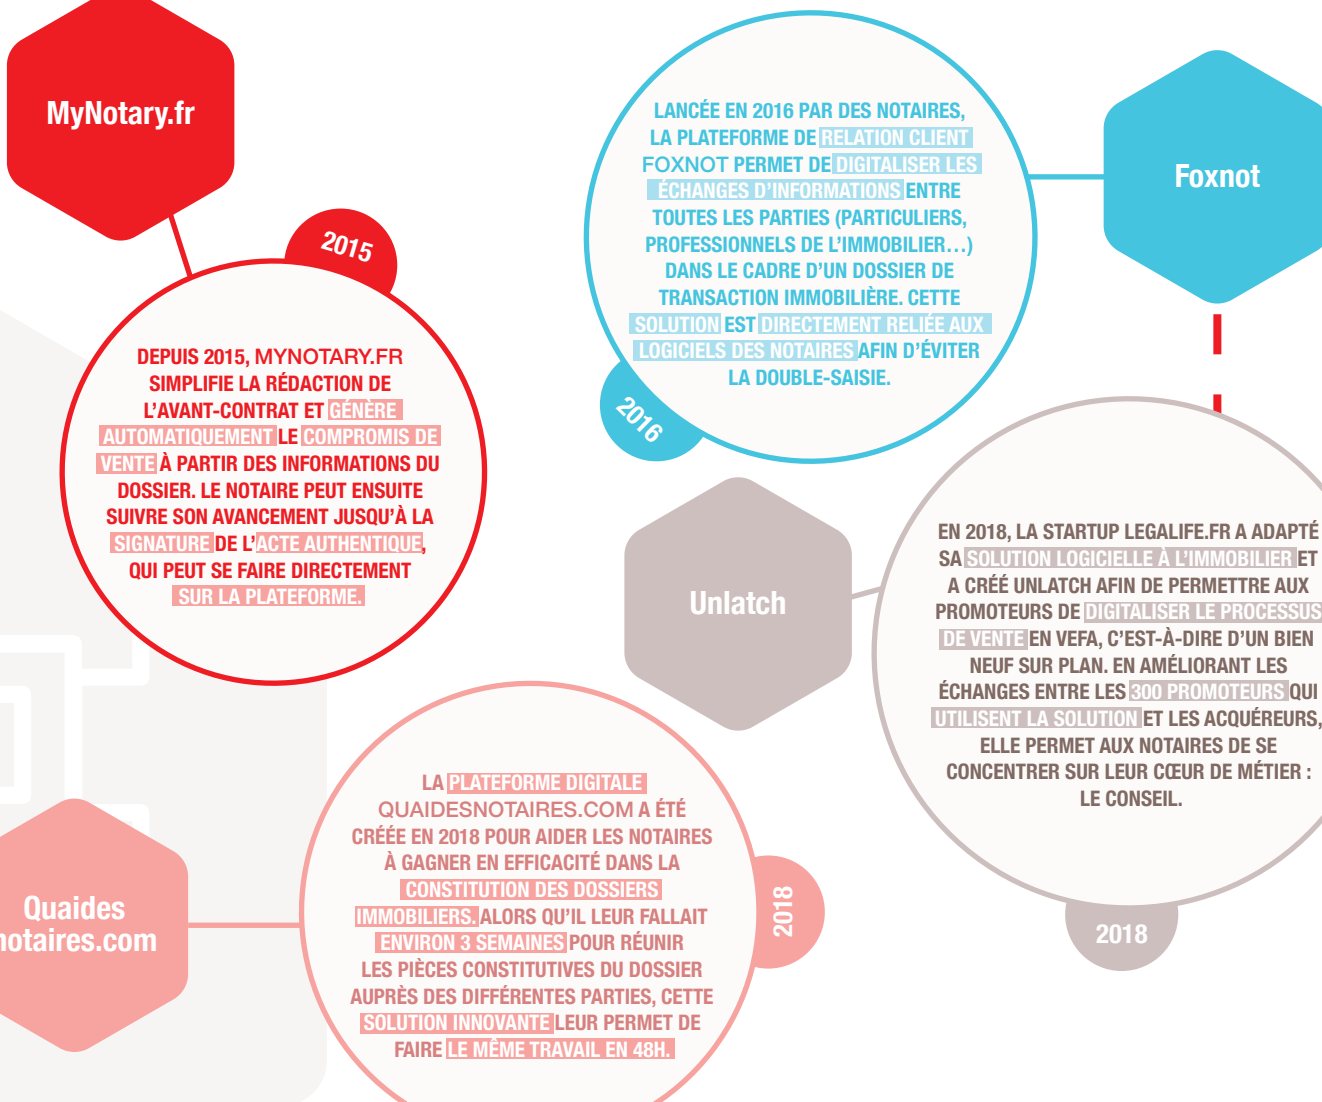 MyNotary.fr
2015
DEPUIS 2015, MYNOTARY.FR
SIMPLIFIE LA RÉDACTION DE
L'AVANT-CONTRAT ET GÉNÈRE
AUTOMATIQUEMENT LE COMPROMIS DE
VENTE À PARTIR DES INFORMATIONS DU
DOSSIER. LE NOTAIRE PEUT ENSUITE
SUIVRE SON AVANCEMENT JUSQU'À LA
SIGNATURE DE L'ACTE AUTHENTIQUE,
QUI PEUT SE FAIRE DIRECTEMENT
SUR LA PLATEFORME.
Foxnot
LANCÉE EN 2016 PAR DES NOTAIRES,
LA PLATEFORME DE RELATION CLIENT
FOXNOT PERMET DE DIGITALISER LES
ÉCHANGES D'INFORMATIONS ENTRE
TOUTES LES PARTIES (PARTICULIERS,
PROFESSIONNELS DE L'IMMOBILIER...)
DANS LE CADRE D'UN DOSSIER DE
TRANSACTION IMMOBILIÈRE. CETTE
SOLUTION EST DIRECTEMENT RELIÉE AUX
LOGICIELS DES NOTAIRES AFIN D'ÉVITER
LA DOUBLE-SAISIE.
2016
Unlatch
EN 2018, LA STARTUP LEGALIFE.FR A ADAPTÉ
SA SOLUTION LOGICIELLE À L'IMMOBILIER ET
A CRÉÉ UNLATCH AFIN DE PERMETTRE AUX
PROMOTEURS DE DIGITALISER LE PROCESSUS
DE VENTE EN VEFA, C'EST-À-DIRE D'UN BIEN
NEUF SUR PLAN. EN AMÉLIORANT LES
ÉCHANGES ENTRE LES 300 PROMOTEURS QUI
UTILISENT LA SOLUTION ET LES ACQUÉREURS,
ELLE PERMET AUX NOTAIRES DE SE
CONCENTRER SUR LEUR CŒUR DE MÉTIER :
LE CONSEIL.
2018
Quaides
notaires.com
LA PLATEFORME DIGITALE
QUAIDESNOTAIRES.COM A ÉTÉ
CRÉÉE EN 2018 POUR AIDER LES NOTAIRES
À GAGNER EN EFFICACITÉ DANS LA
CONSTITUTION DES DOSSIERS
IMMOBILIERS. ALORS QU'IL LEUR FALLAIT
ENVIRON 3 SEMAINES POUR RÉUNIR
LES PIÈCES CONSTITUTIVES DU DOSSIER
AUPRÈS DES DIFFÉRENTES PARTIES, CETTE
SOLUTION INNOVANTE LEUR PERMET DE
FAIRE LE MÊME TRAVAIL EN 48H.
2018